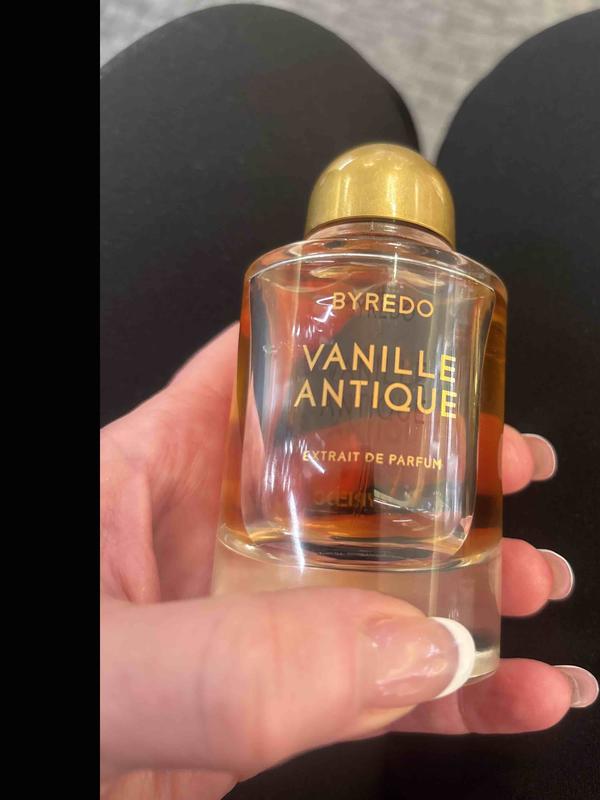 BYREDO
VANILLE
ANTIQUE
EXTRAIT DE PARFUM